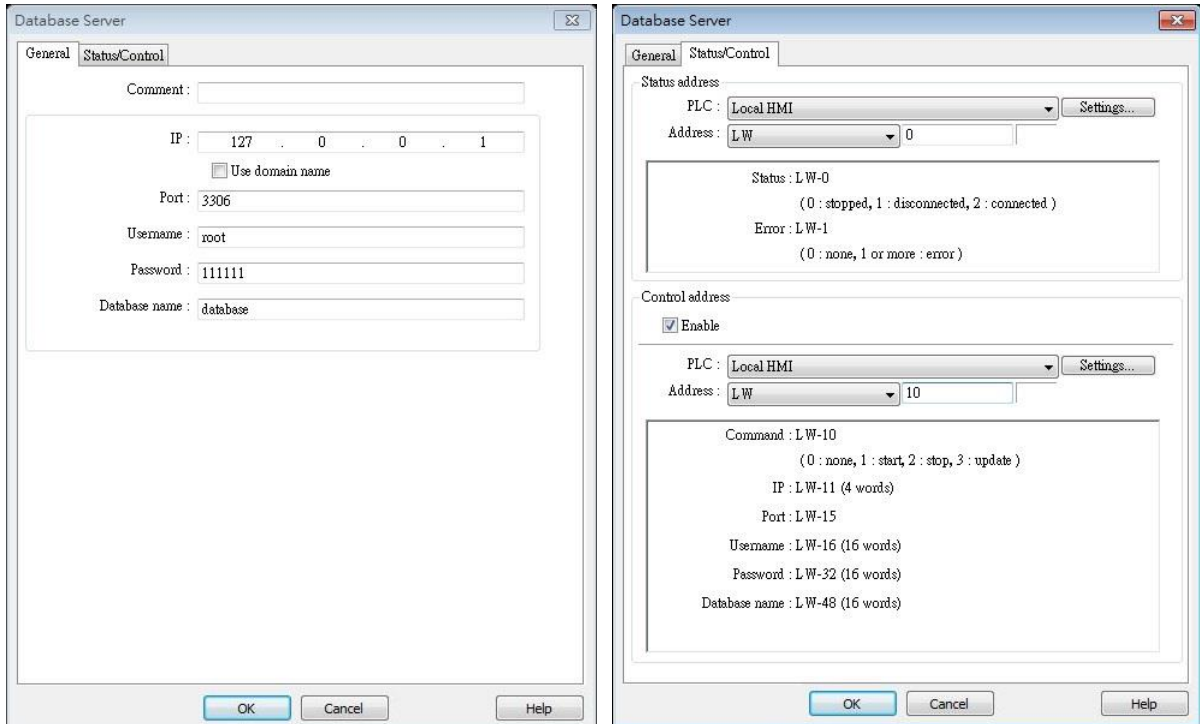 Database Server
General Status/Control
Comment :
IP : 127 . 0 . 0 . 1
Use domain name
Port : 3306
Username : root
Password : 111111
Database name : database
OK Cancel Help
Database Server
General Status/Control
Status address
PLC : Local HMI Settings...
Address : LW 0
Status : LW-0
( 0 : stopped, 1 : disconnected, 2 : connected )
Error : LW-1
( 0 : none, 1 or more : error )
Control address
Enable
PLC : Local HMI Settings...
Address : LW 10
Command : LW-10
( 0 : none, 1 : start, 2 : stop, 3 : update )
IP : LW-11 (4 words)
Port : LW-15
Username : LW-16 (16 words)
Password : LW-32 (16 words)
Database name : LW-48 (16 words)
OK Cancel Help